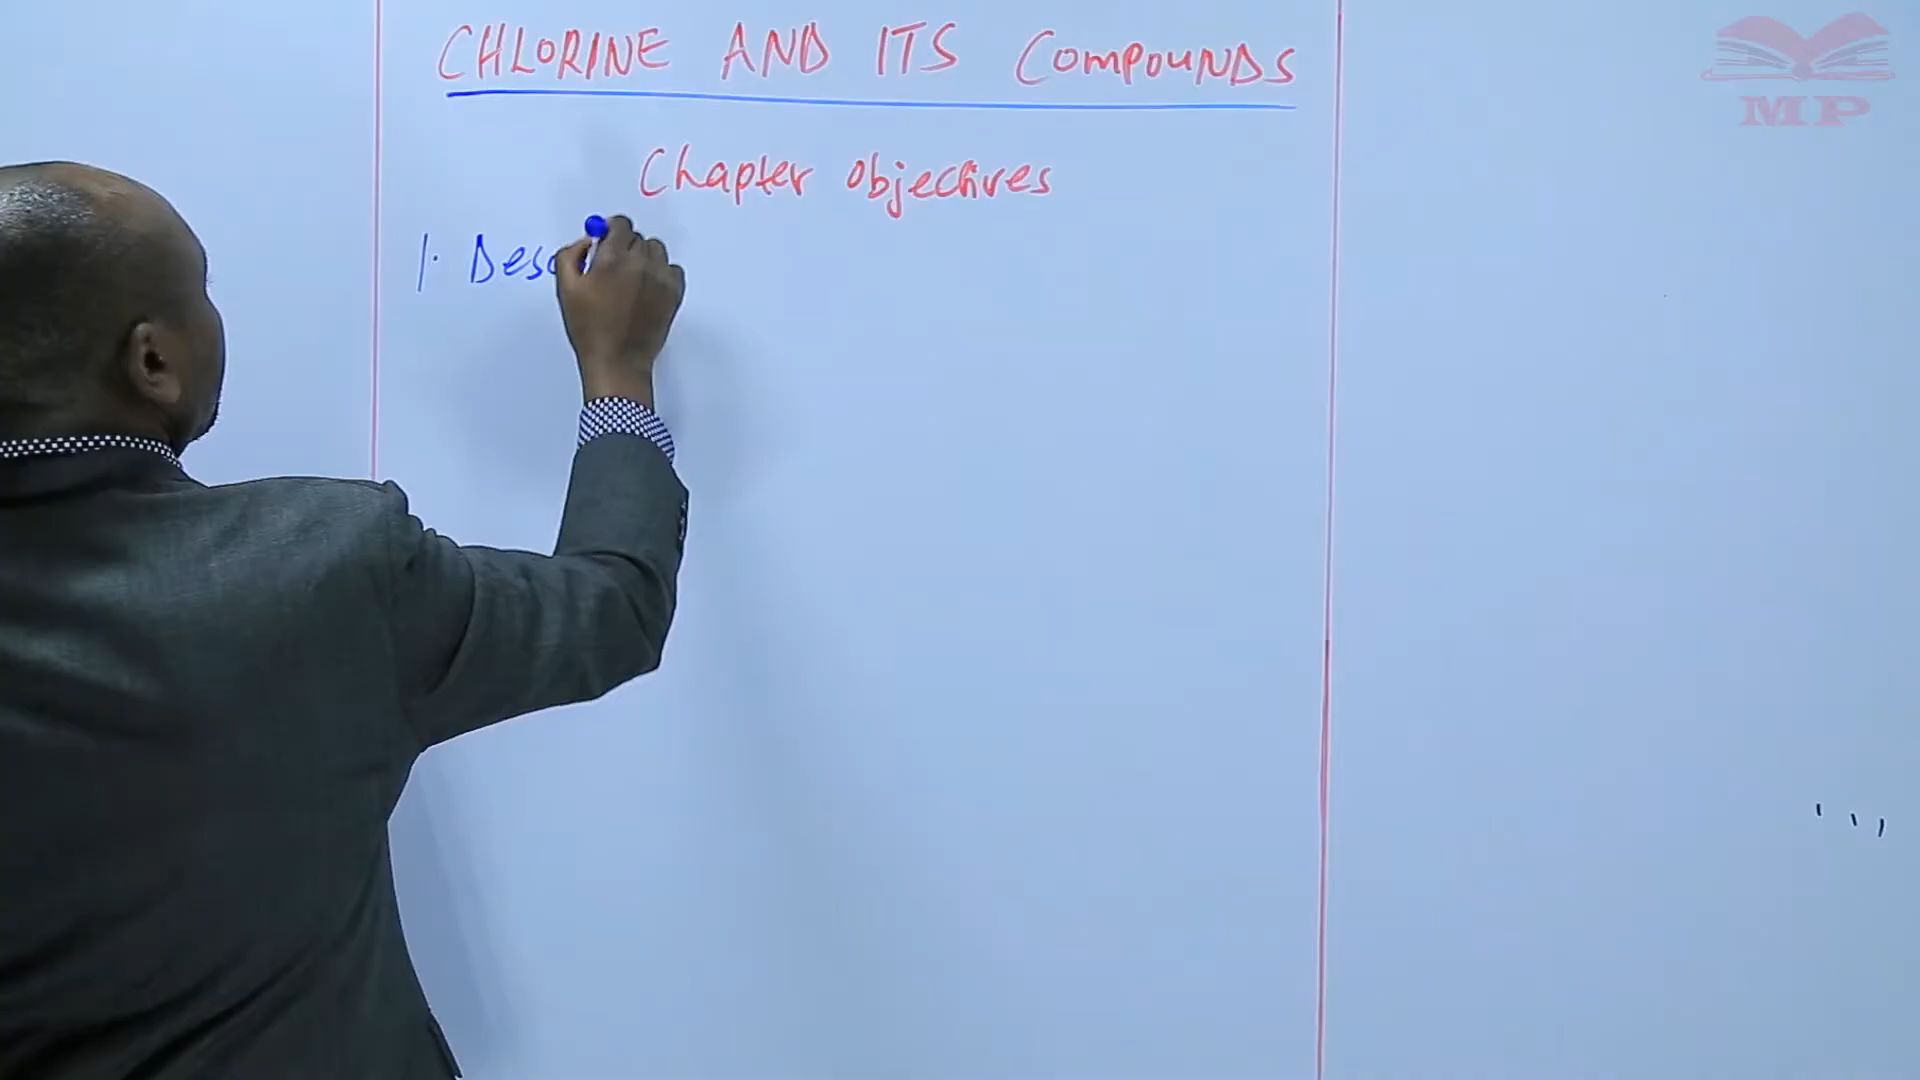 CHLORINE AND ITS COMPOUNDS
Chapter objectives
1. Desc
MP